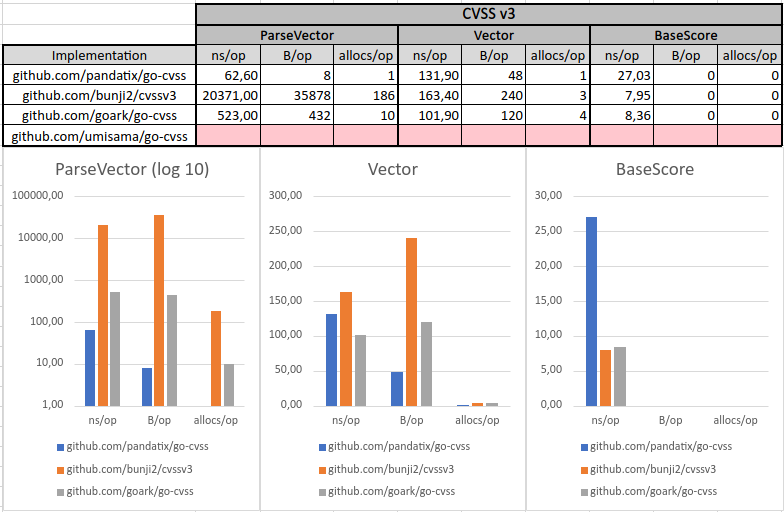 CVSS v3
ParseVector Vector BaseScore
Implementation ns/op B/op allocs/op ns/op B/op allocs/op ns/op B/op allocs/op
github.com/pandatix/go-cvss 62,60 8 1 131,90 48 1 27,03 0 0
github.com/bunji2/cvssv3 20371,00 35878 186 163,40 240 3 7,95 0 0
github.com/goark/go-cvss 523,00 432 10 101,90 120 4 8,36 0 0
github.com/umisama/go-cvss
ParseVector (log 10)
100000,00
10000,00
1000,00
100,00
10,00
1,00
ns/op B/op allocs/op
github.com/pandatix/go-cvss
github.com/bunji2/cvssv3
github.com/goark/go-cvss
Vector
300,00
250,00
200,00
150,00
100,00
50,00
0,00
ns/op B/op allocs/op
github.com/pandatix/go-cvss
github.com/bunji2/cvssv3
github.com/goark/go-cvss
BaseScore
30,00
25,00
20,00
15,00
10,00
5,00
0,00
ns/op B/op allocs/op
github.com/pandatix/go-cvss
github.com/bunji2/cvssv3
github.com/goark/go-cvss